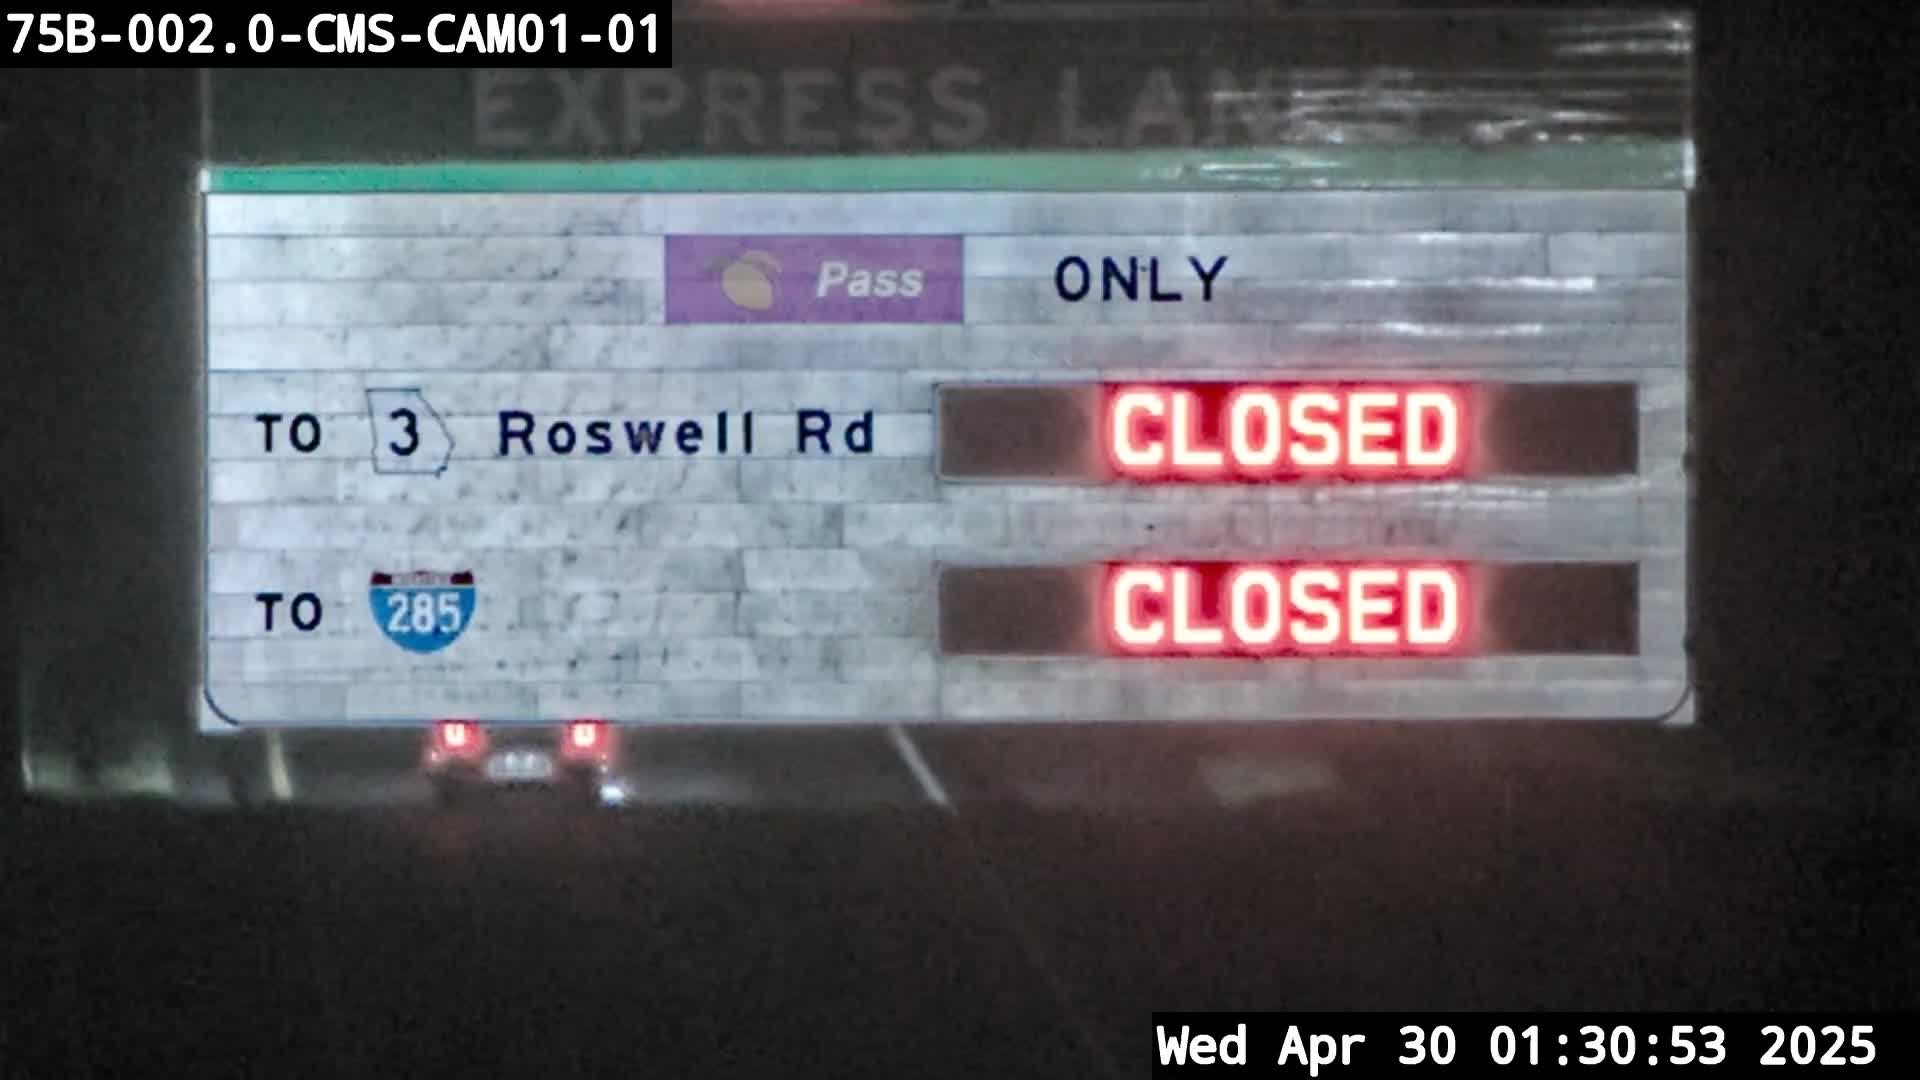 75B-002.0-CMS-CAM01-01
EXPRESS LANES
Pass ONLY
TO 3 Roswell Rd CLOSED
TO 285 CLOSED
Wed Apr 30 01:30:53 2025